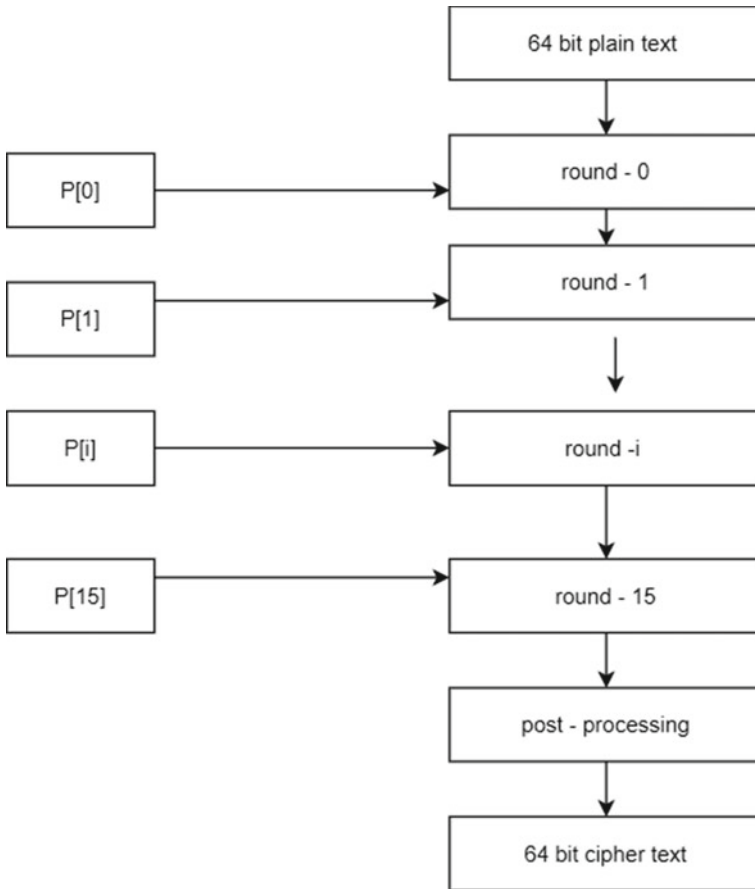 64 bit plain text
P[0]
round - 0
P[1]
round - 1
P[i]
round -i
P[15]
round - 15
post - processing
64 bit cipher text